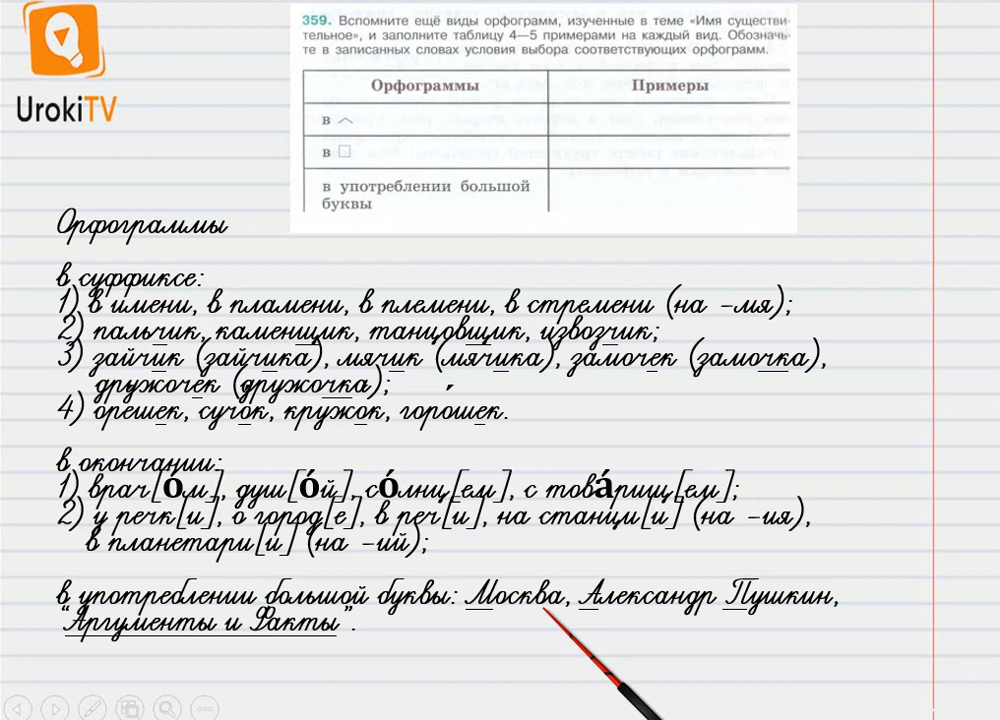 UrokiTV
359. Вспомните ещё виды орфограмм, изученные в теме «Имя существи-
тельное», и заполните таблицу 4—5 примерами на каждый вид. Обозначь-
те в записанных словах условия выбора соответствующих орфограмм.
Орфограммы Примеры
в
в
в употреблении большой
буквы
Орфограммы
в суффиксе:
1) в имени, в пламени, в племени, в стремени (на -мя);
2) пальчик, каменщик, танцовщик, извозчик;
3) зайчик (зайчика), мячик (мячика), замочек (замочка),
дружочек (дружочка);
4) орешек, сучок, кружок, горошек.
в окончании:
1) врач[о́м], душ[о́й], со́лнц[ем], с това́рищ[ем];
2) у речк[и], о город[е], в реч[и], на станци[и] (на -ия),
в планетари[и] (на -ий);
в употреблении большой буквы: Москва, Александр Пушкин,
“Аргументы и Факты”.